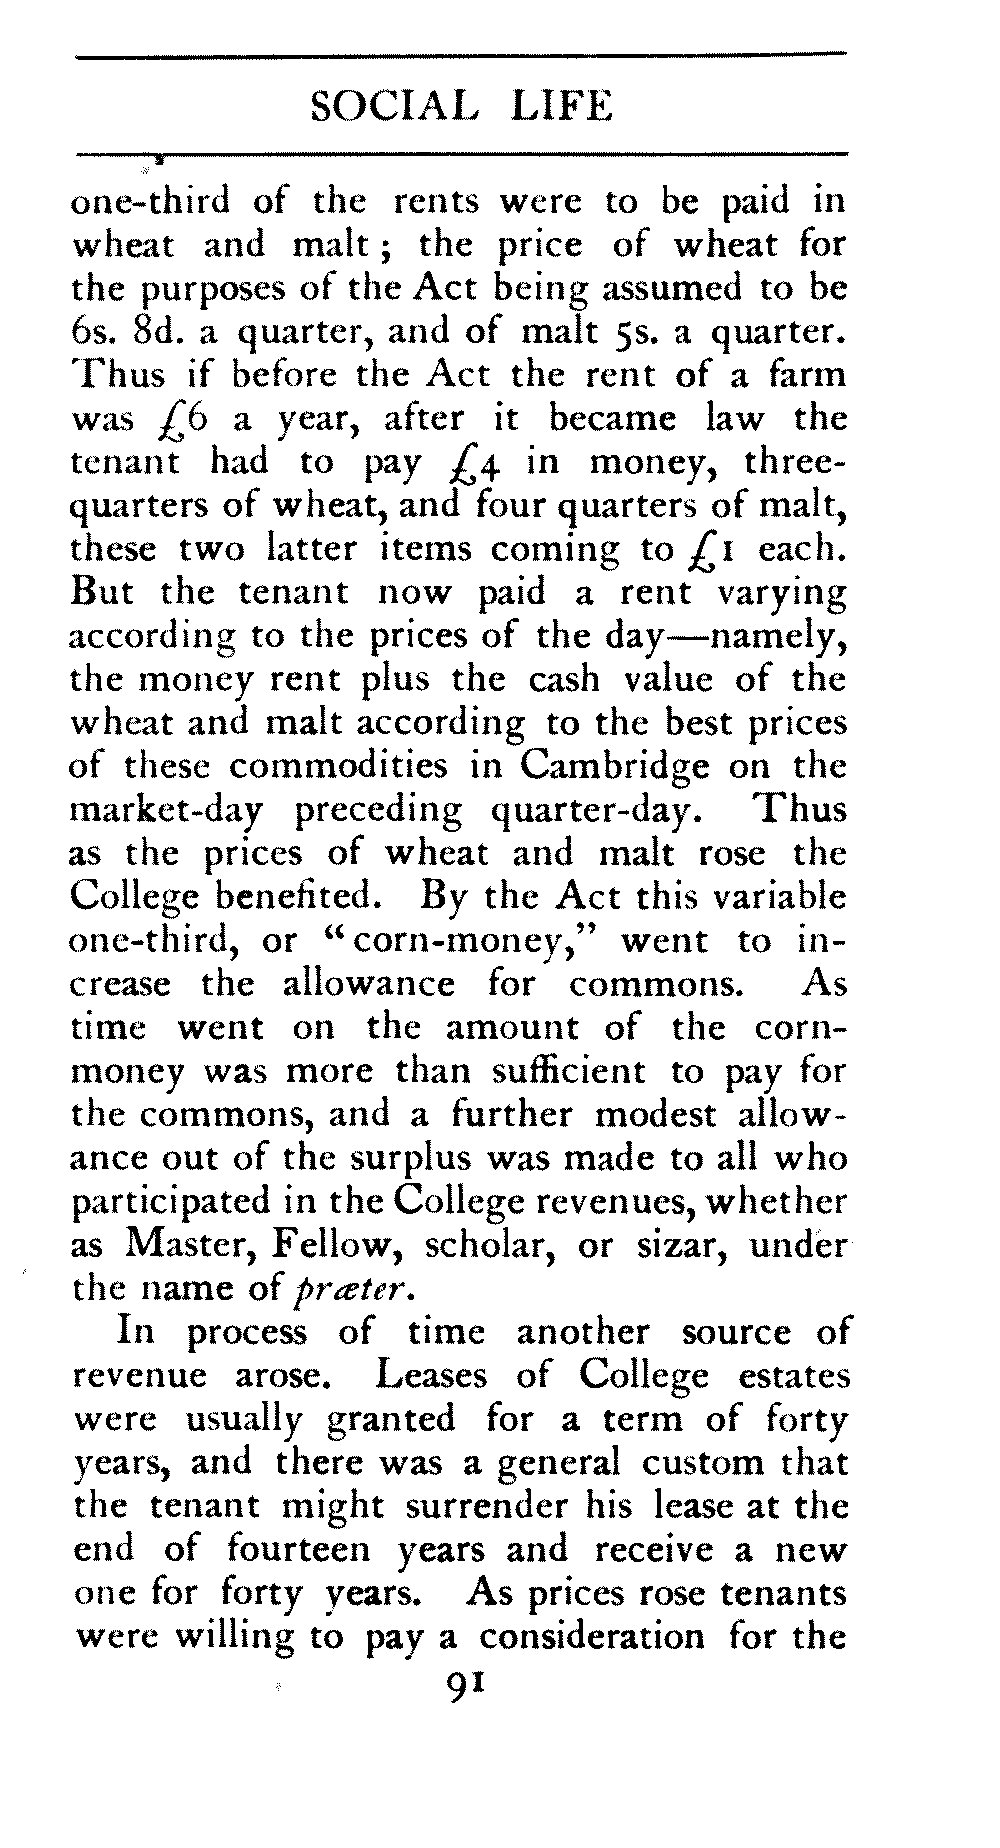 SOCIAL LIFE
one-third of the rents were to be paid in
wheat and malt ; the price of wheat for
the purposes of the Act being assumed to be
6s. 8d. a quarter, and of malt 5s. a quarter.
Thus if before the Act the rent of a farm
was £6 a year, after it became law the
tenant had to pay £4 in money, three-
quarters of wheat, and four quarters of malt,
these two latter items coming to £1 each.
But the tenant now paid a rent varying
according to the prices of the day—namely,
the money rent plus the cash value of the
wheat and malt according to the best prices
of these commodities in Cambridge on the
market-day preceding quarter-day. Thus
as the prices of wheat and malt rose the
College benefited. By the Act this variable
one-third, or “corn-money,” went to in-
crease the allowance for commons. As
time went on the amount of the corn-
money was more than sufficient to pay for
the commons, and a further modest allow-
ance out of the surplus was made to all who
participated in the College revenues, whether
as Master, Fellow, scholar, or sizar, under
the name of præter.
In process of time another source of
revenue arose. Leases of College estates
were usually granted for a term of forty
years, and there was a general custom that
the tenant might surrender his lease at the
end of fourteen years and receive a new
one for forty years. As prices rose tenants
were willing to pay a consideration for the
91